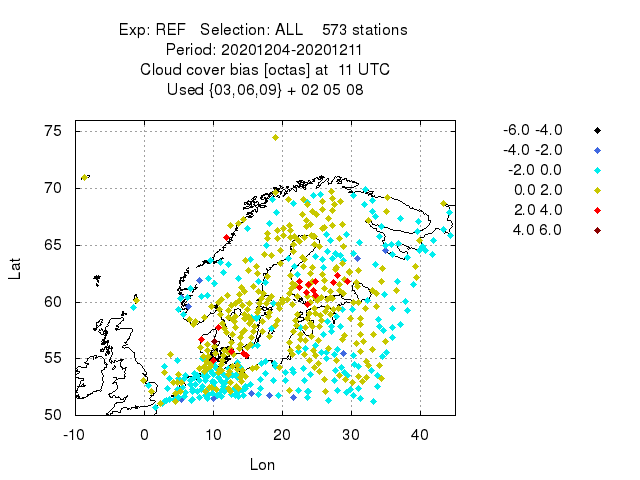 Exp: REF   Selection: ALL    573 stations
Period: 20201204-20201211
Cloud cover bias [octas] at  11 UTC
Used {03,06,09} + 02 05 08
-6.0 -4.0
-4.0 -2.0
-2.0 0.0
0.0 2.0
2.0 4.0
4.0 6.0
75
70
65
60
55
50
Lat
-10 0 10 20 30 40
Lon